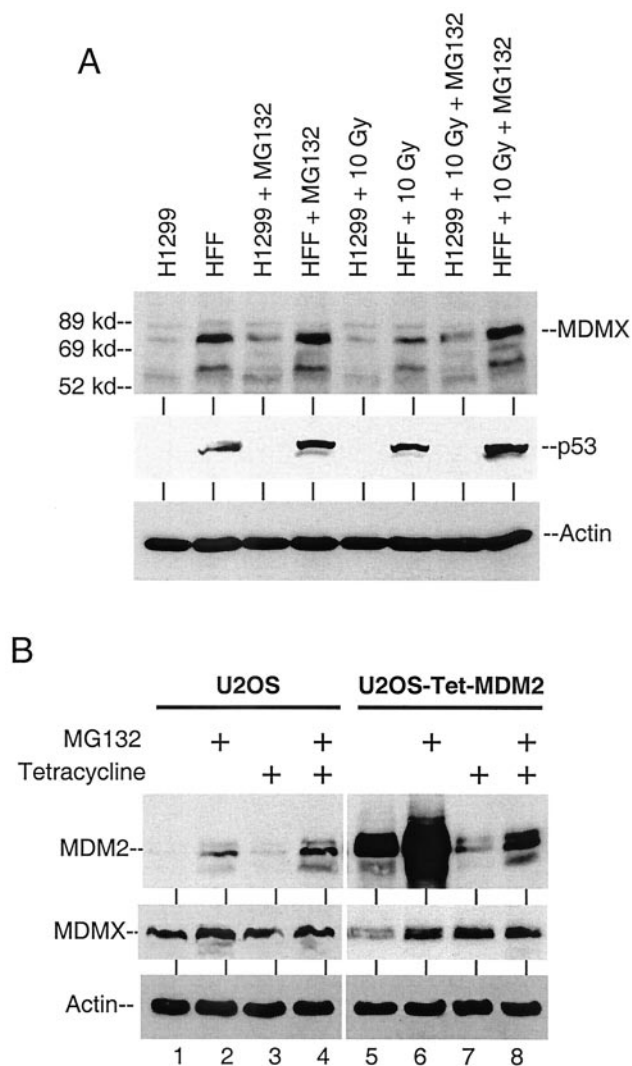 A
H1299
HFF
H1299 + MG132
HFF + MG132
H1299 + 10 Gy
HFF + 10 Gy
H1299 + 10 Gy + MG132
HFF + 10 Gy + MG132
89 kd--
69 kd--
52 kd--
--MDMX
--p53
--Actin
B
U2OS U2OS-Tet-MDM2
MG132 + + + +
Tetracycline + + + +
MDM2--
MDMX--
Actin--
1 2 3 4 5 6 7 8